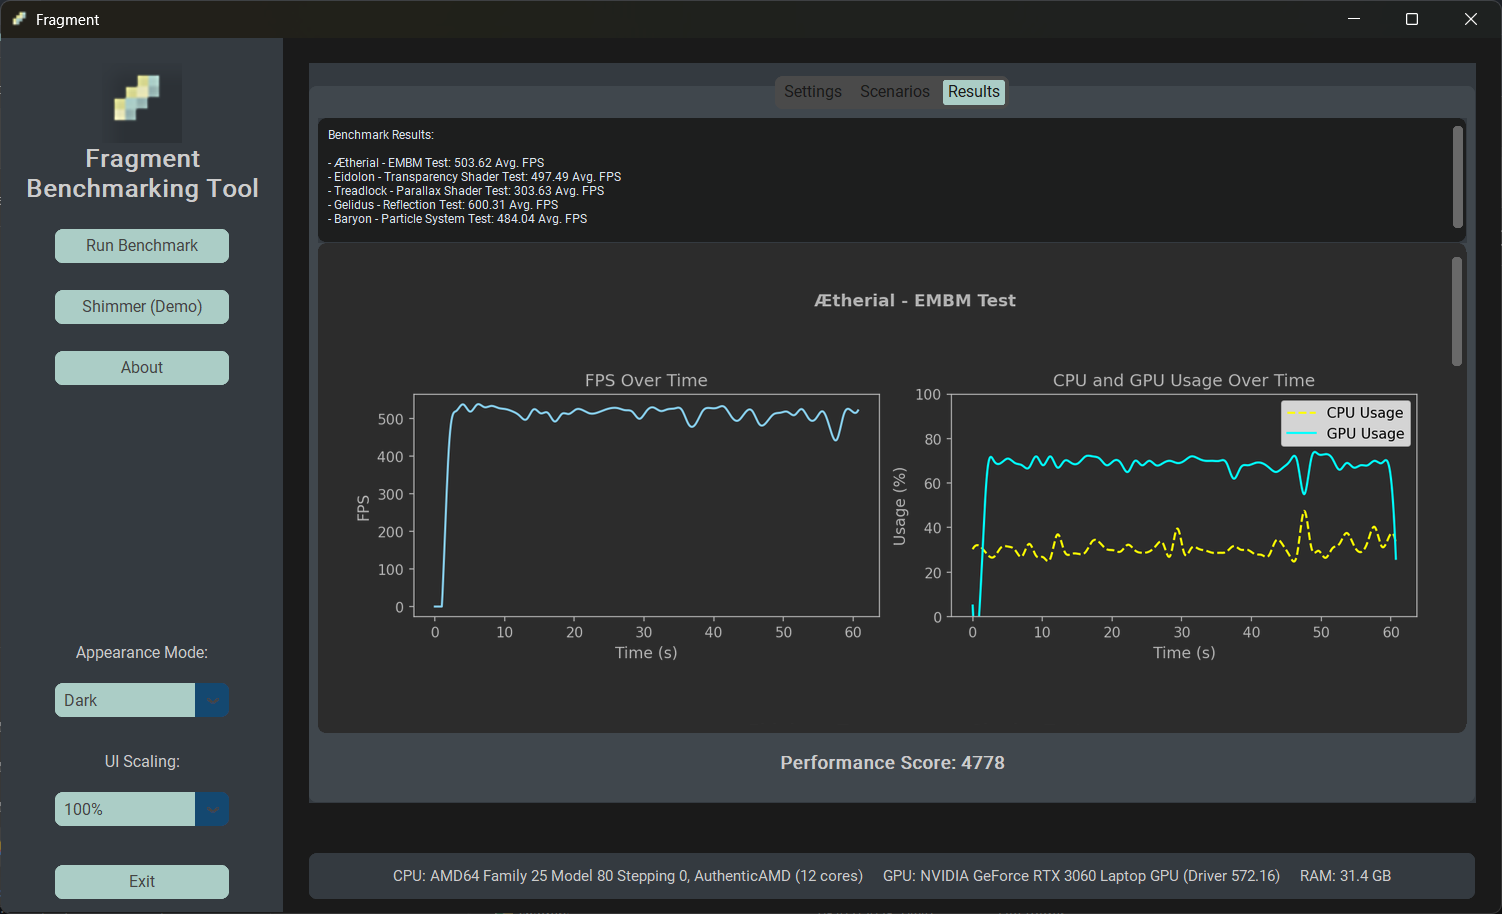 Fragment
Fragment
Benchmarking Tool
Run Benchmark
Shimmer (Demo)
About
Appearance Mode:
Dark
UI Scaling:
100%
Exit
Settings Scenarios Results
Benchmark Results:
- Ætherial - EMBM Test: 503.62 Avg. FPS
- Eidolon - Transparency Shader Test: 497.49 Avg. FPS
- Treadlock - Parallax Shader Test: 303.63 Avg. FPS
- Gelidus - Reflection Test: 600.31 Avg. FPS
- Baryon - Particle System Test: 484.04 Avg. FPS
Ætherial - EMBM Test
FPS Over Time
FPS
500
400
300
200
100
0
0 10 20 30 40 50 60
Time (s)
CPU and GPU Usage Over Time
Usage (%)
100
80
60
40
20
0
CPU Usage
GPU Usage
0 10 20 30 40 50 60
Time (s)
Performance Score: 4778
CPU: AMD64 Family 25 Model 80 Stepping 0, AuthenticAMD (12 cores) GPU: NVIDIA GeForce RTX 3060 Laptop GPU (Driver 572.16) RAM: 31.4 GB